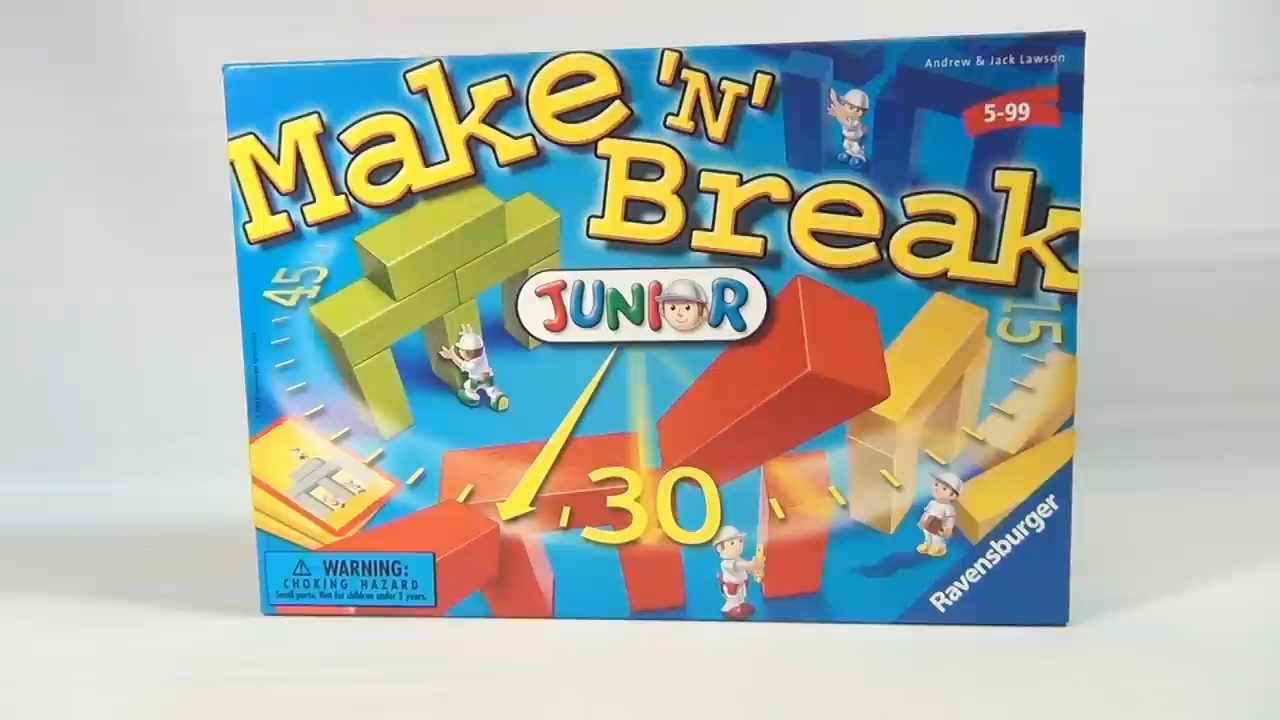 Andrew & Jack Lawson
5-99
Make 'N'
Break
JUNIOR
45
15
30
WARNING:
CHOKING HAZARD
Small parts. Not for children under 3 years.
Ravensburger